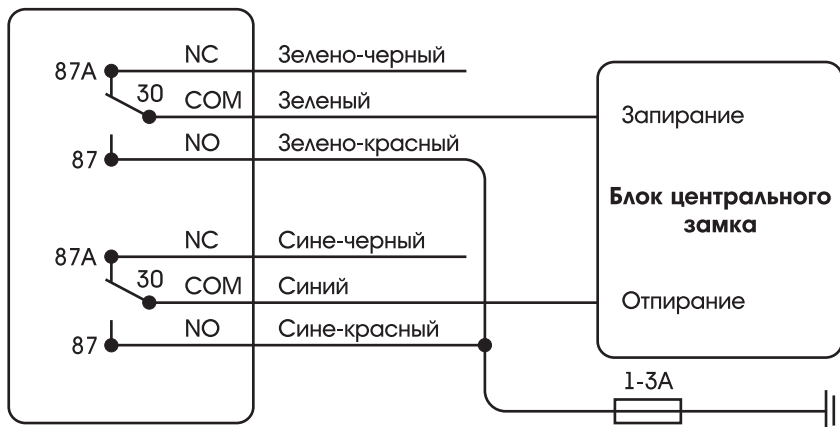 87A NC Зелено-черный
30 COM Зеленый
87 NO Зелено-красный
87A NC Сине-черный
30 COM Синий
87 NO Сине-красный
Запирание
Блок центрального
замка
Отпирание
1-3A